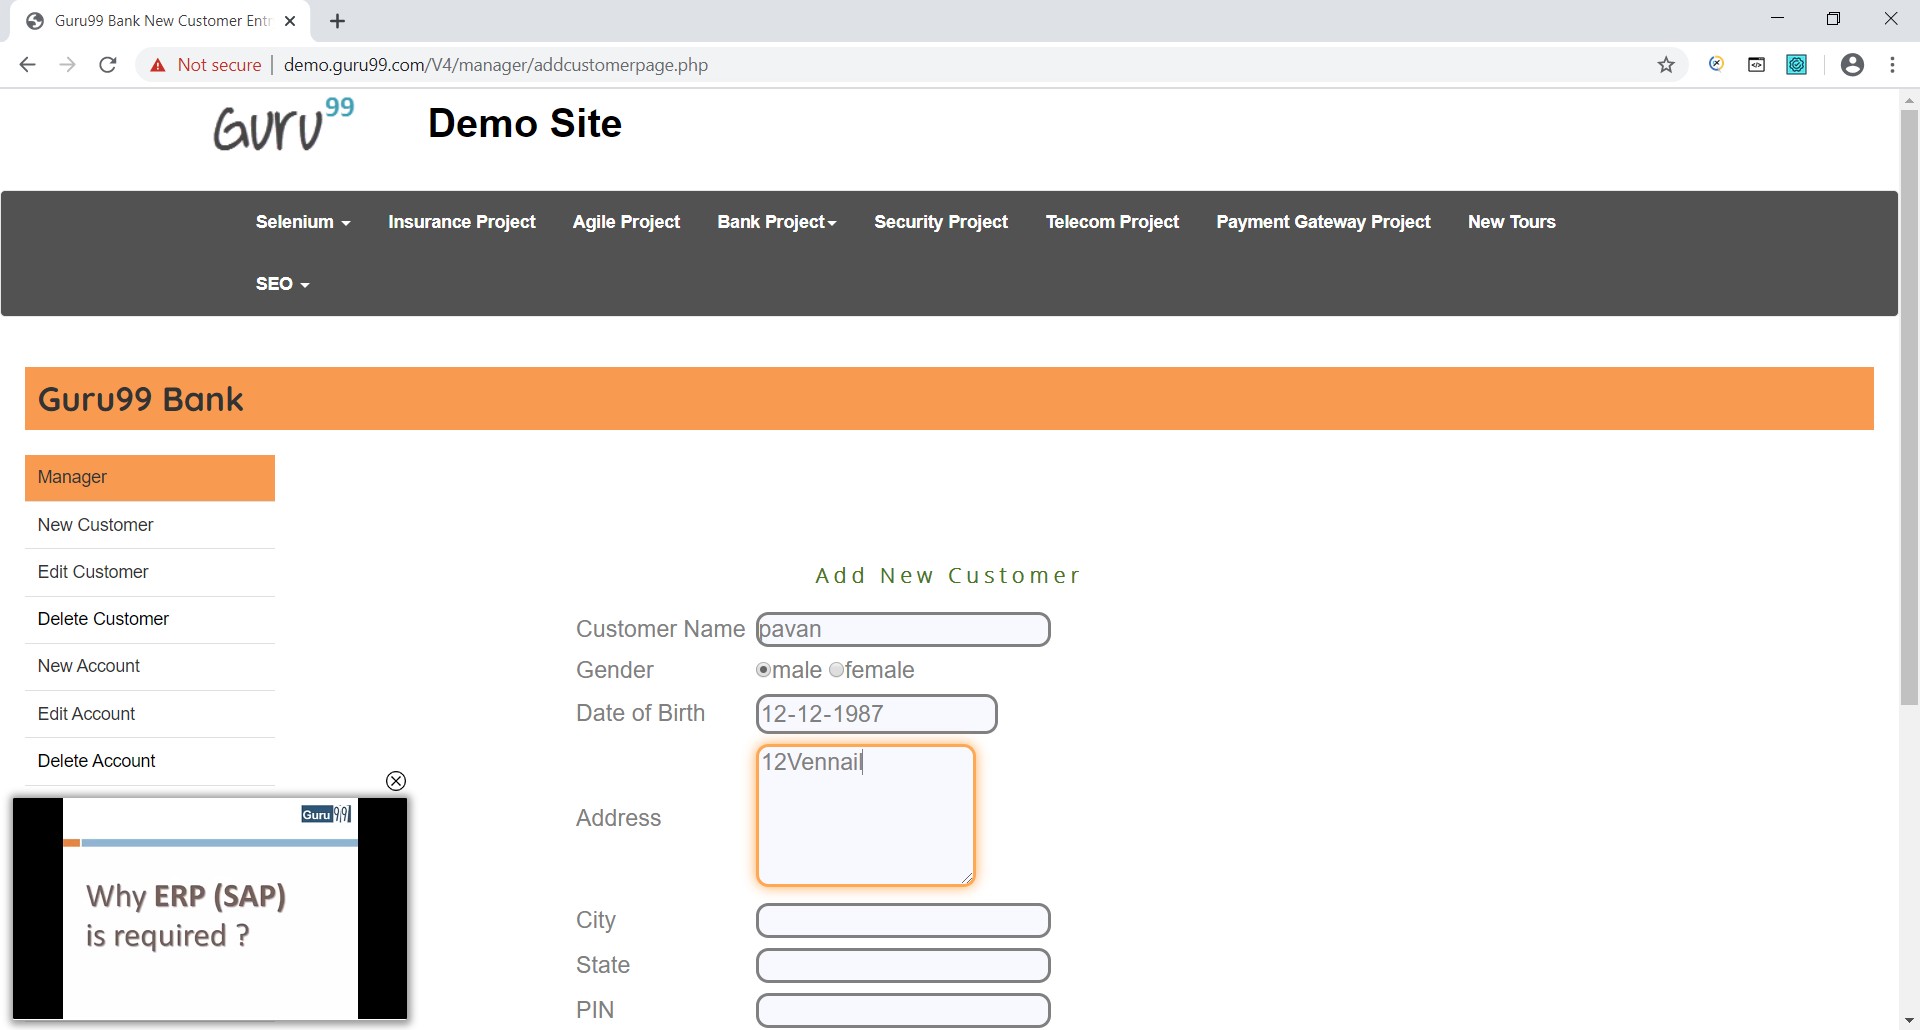 Guru99 Bank New Customer Entr
Not secure | demo.guru99.com/V4/manager/addcustomerpage.php
Guru99 Demo Site
Selenium Insurance Project Agile Project Bank Project Security Project Telecom Project Payment Gateway Project New Tours
SEO
Guru99 Bank
Manager
New Customer
Edit Customer
Delete Customer
New Account
Edit Account
Delete Account
Guru99
Why ERP (SAP)
is required ?
Add New Customer
Customer Name pavan
Gender male female
Date of Birth 12-12-1987
Address 12Vennail
City
State
PIN